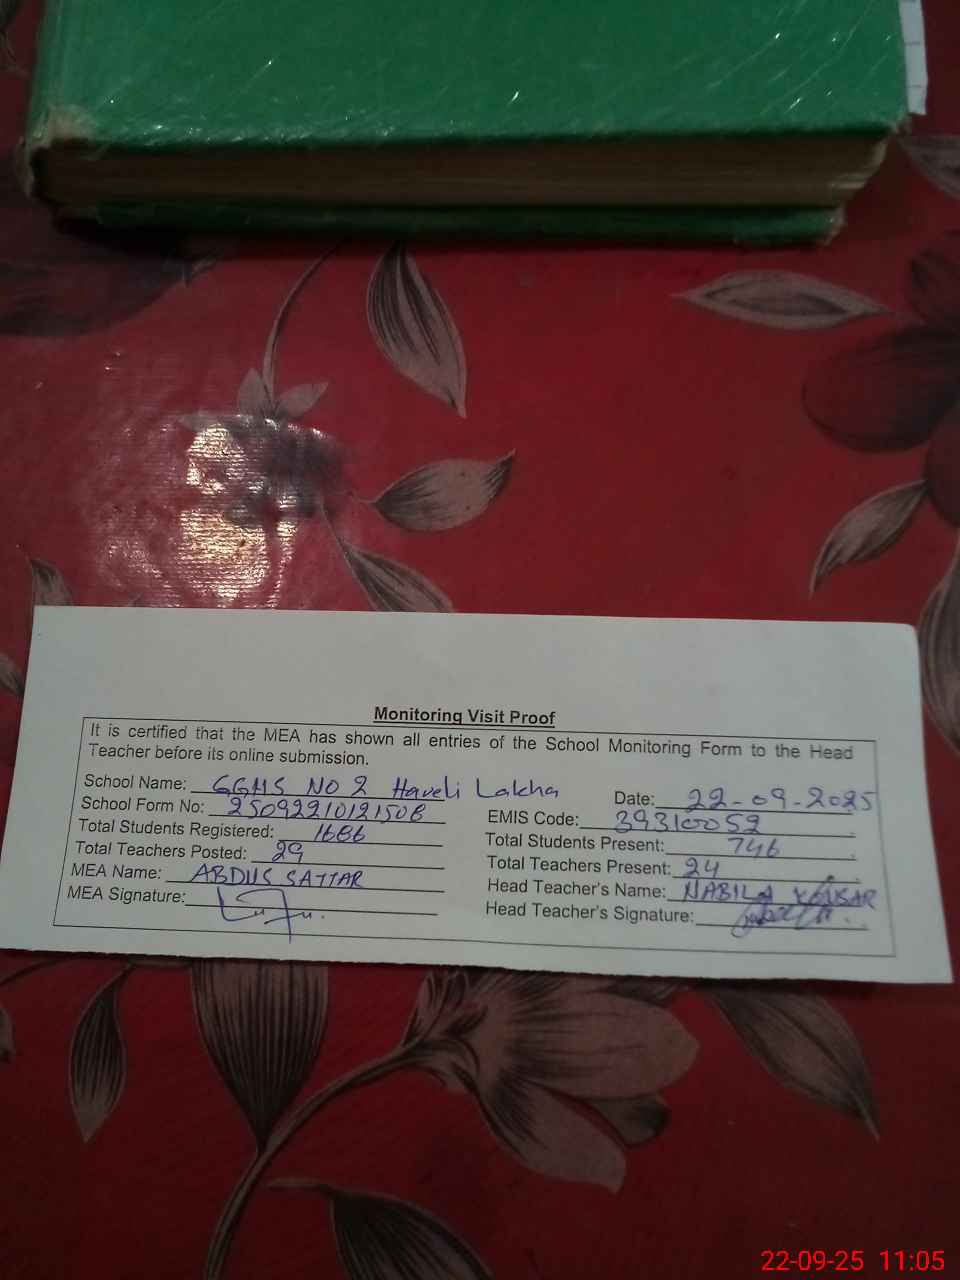 Monitoring Visit Proof
It is certified that the MEA has shown all entries of the School Monitoring Form to the Head
Teacher before its online submission.
School Name: GGHS NO 2 Haveli Lakha Date: 22-09-2025
School Form No: 25092210121508 EMIS Code: 39310052
Total Students Registered: 1686 Total Students Present: 746
Total Teachers Posted: 29 Total Teachers Present: 24
MEA Name: ABDUS SATTAR Head Teacher's Name: NABILA KAUSAR
MEA Signature: Head Teacher's Signature:
22-09-25 11:05